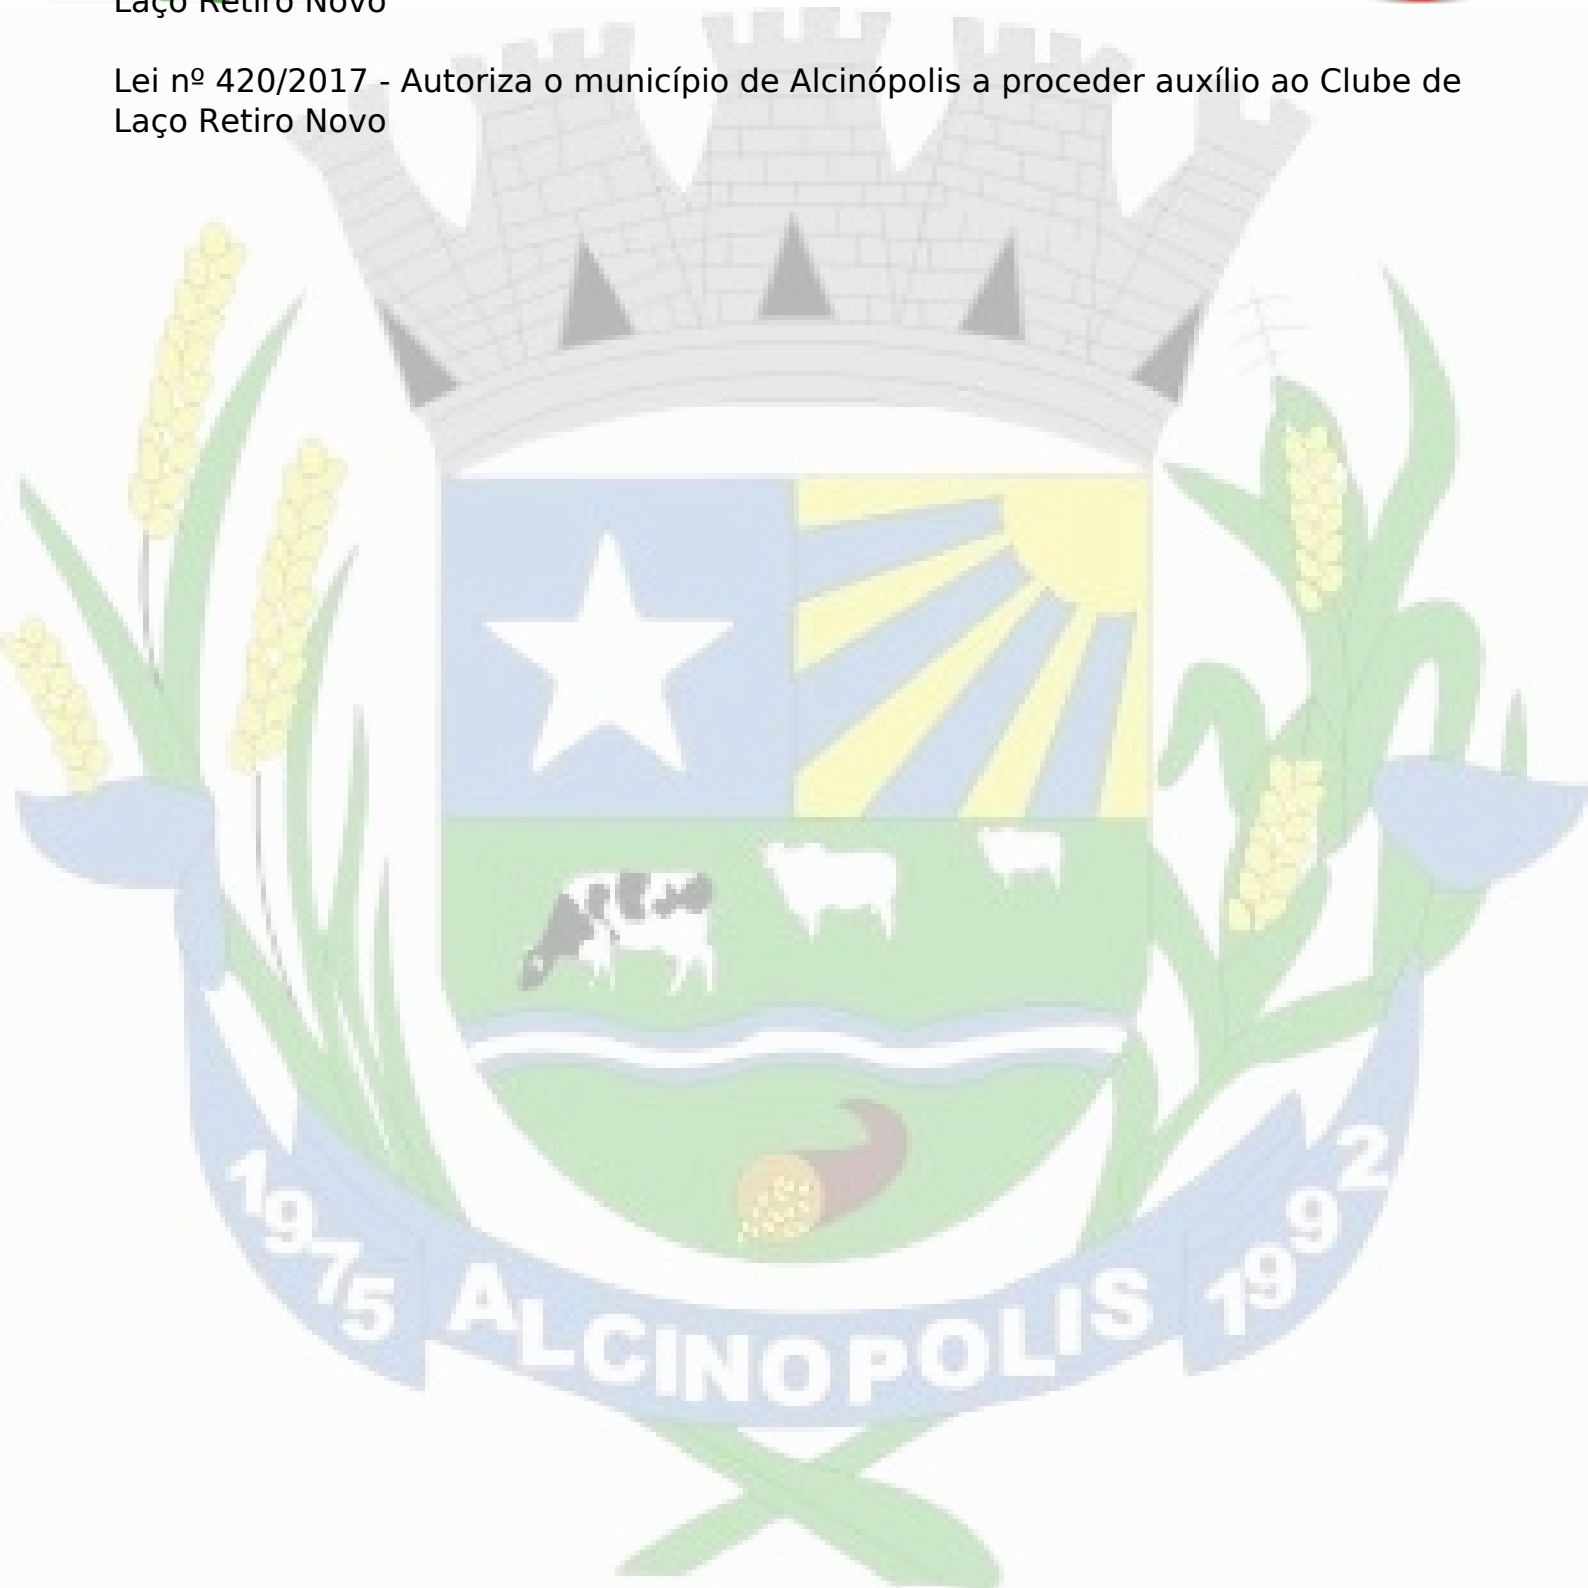 Laço Retiro Novo
Lei nº 420/2017 - Autoriza o município de Alcinópolis a proceder auxílio ao Clube de
Laço Retiro Novo
1975 ALCINOPOLIS 1992